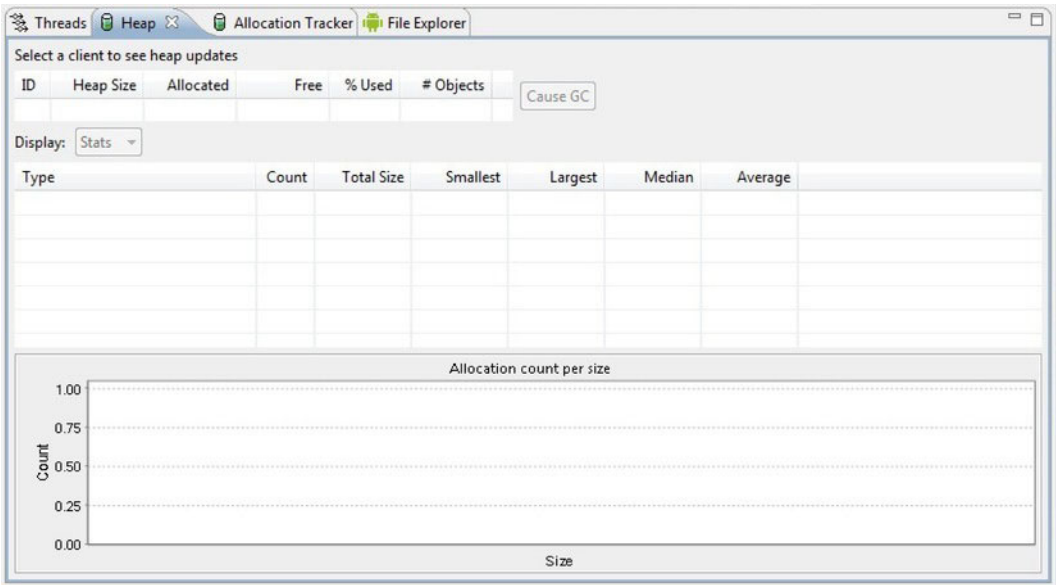 Threads Heap Allocation Tracker File Explorer
Select a client to see heap updates
ID Heap Size Allocated Free % Used # Objects
Cause GC
Display: Stats
Type Count Total Size Smallest Largest Median Average
Allocation count per size
1.00
0.75
0.50
0.25
0.00
Count
Size